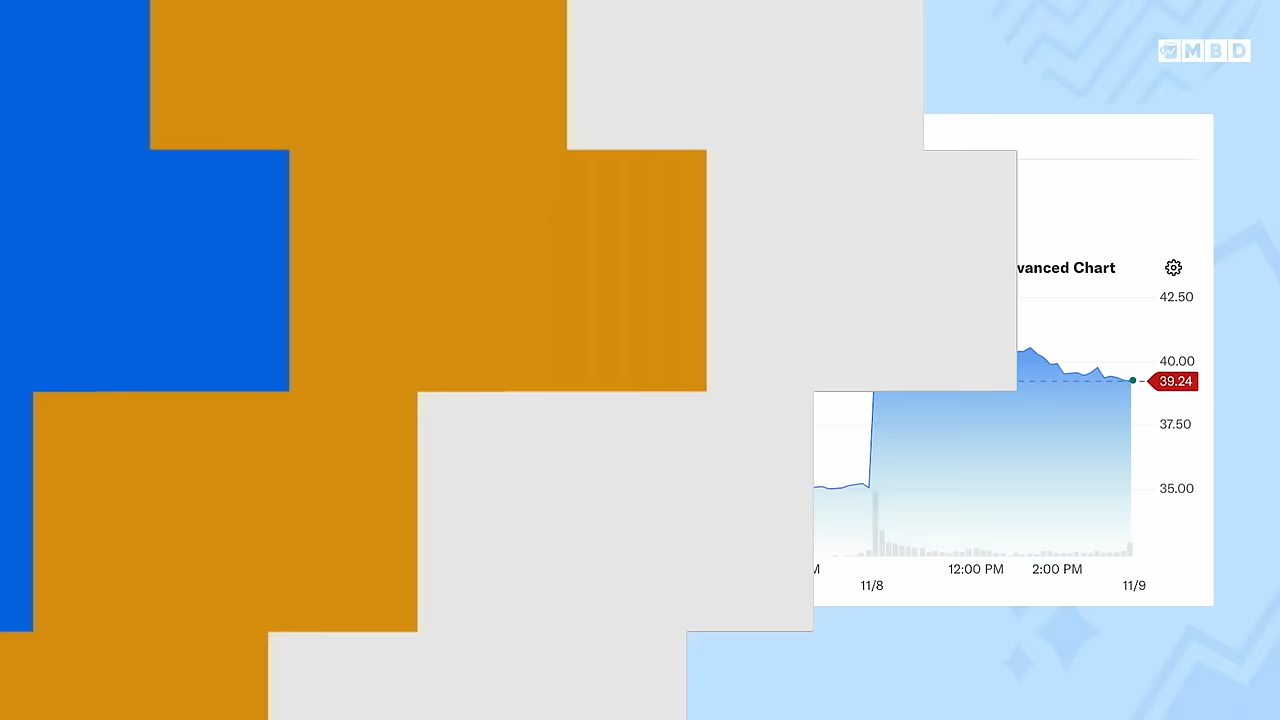 MBD
vanced Chart
42.50
40.00
39.24
37.50
35.00
M
12:00 PM
2:00 PM
11/8
11/9